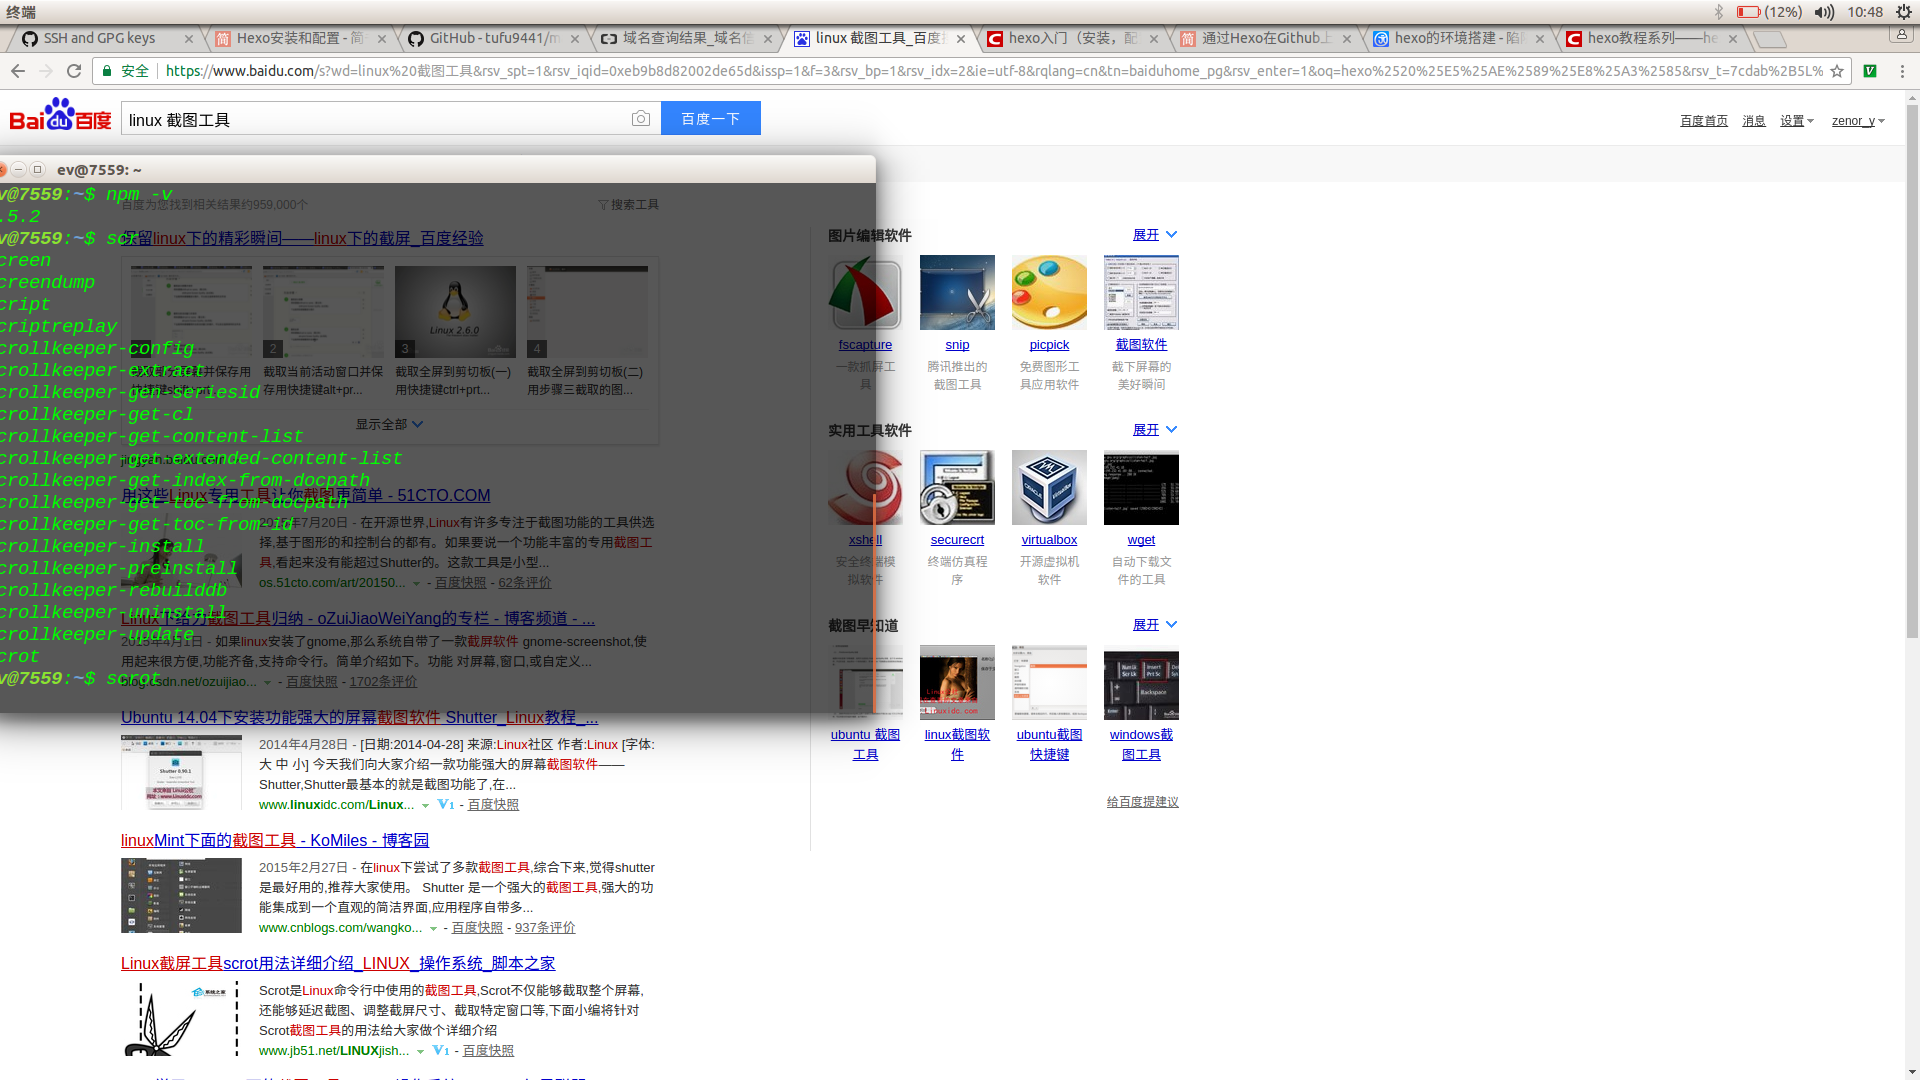 终端
(12%) 10:48
SSH and GPG keys
Hexo安装和配置 - 简
GitHub - tufu9441/m
域名查询结果_域名信
linux 截图工具_百度搜
hexo入门（安装，配
通过Hexo在Github上
hexo的环境搭建 - 陷
hexo教程系列——he
安全 https://www.baidu.com/s?wd=linux%20截图工具&rsv_spt=1&rsv_iqid=0xeb9b8d82002de65d&issp=1&f=3&rsv_bp=1&rsv_idx=2&ie=utf-8&rqlang=cn&tn=baiduhome_pg&rsv_enter=1&oq=hexo%2520%25E5%25AE%2589%25E8%25A3%2585&rsv_t=7cdab%2B5L%
Bai du 百度
linux 截图工具
百度一下
百度首页 消息 设置 zenor_y
ev@7559: ~
v@7559:~$ npm -v
.5.2
v@7559:~$ scr
creen
creendump
cript
criptreplay
crollkeeper-config
crollkeeper-extract
crollkeeper-gen-seriesid
crollkeeper-get-cl
crollkeeper-get-content-list
crollkeeper-get-extended-content-list
crollkeeper-get-index-from-docpath
crollkeeper-get-toc-from-docpath
crollkeeper-get-toc-from-id
crollkeeper-install
crollkeeper-preinstall
crollkeeper-rebuilddb
crollkeeper-uninstall
crollkeeper-update
crot
v@7559:~$ scrot
百度为您找到相关结果约959,000个
搜索工具
保留linux下的精彩瞬间——linux下的截屏_百度经验
Linux 2.6.0
2
3
4
截取当前活动窗口并保存用快捷键alt+pr...
截取全屏到剪切板(一)
用快捷键ctrl+prt...
截取全屏到剪切板(二)
用步骤三截取的图...
显示全部
用这些Linux专用工具让你截图更简单 - 51CTO.COM
2015年7月20日 - 在开源世界,Linux有许多专注于截图功能的工具供选
择,基于图形的和控制台的都有。如果要说一个功能丰富的专用截图工
具,看起来没有能超过Shutter的。这款工具是小型...
os.51cto.com/art/20150... - 百度快照 - 62条评价
Linux下给力截图工具归纳 - oZuiJiaoWeiYang的专栏 - 博客频道 - ...
2013年4月1日 - 如果linux安装了gnome,那么系统自带了一款截屏软件 gnome-screenshot,使
用起来很方便,功能齐备,支持命令行。简单介绍如下。功能 对屏幕,窗口,或自定义...
blog.csdn.net/ozuijiao... - 百度快照 - 1702条评价
Ubuntu 14.04下安装功能强大的屏幕截图软件 Shutter_Linux教程_...
2014年4月28日 - [日期:2014-04-28] 来源:Linux社区 作者:Linux [字体:
大 中 小] 今天我们向大家介绍一款功能强大的屏幕截图软件——
Shutter,Shutter最基本的就是截图功能了,在...
www.linuxidc.com/Linux... V1 - 百度快照
linuxMint下面的截图工具 - KoMiles - 博客园
2015年2月27日 - 在linux下尝试了多款截图工具,综合下来,觉得shutter
是最好用的,推荐大家使用。 Shutter 是一个强大的截图工具,强大的功
能集成到一个直观的简洁界面,应用程序自带多...
www.cnblogs.com/wangko... - 百度快照 - 937条评价
Linux截屏工具scrot用法详细介绍_LINUX_操作系统_脚本之家
Scrot是Linux命令行中使用的截图工具,Scrot不仅能够截取整个屏幕,
还能够延迟截图、调整截屏尺寸、截取特定窗口等,下面小编将针对
Scrot截图工具的用法给大家做个详细介绍
www.jb51.net/LINUXjish... V1 - 百度快照
图片编辑软件 展开
fscapture
一款抓屏工
具
snip
腾讯推出的
截图工具
picpick
免费图形工
具应用软件
截图软件
截下屏幕的
美好瞬间
实用工具软件 展开
xshell
安全终端模
拟软件
securecrt
终端仿真程
序
virtualbox
开源虚拟机
软件
wget
自动下载文
件的工具
截图早知道 展开
ubuntu 截图
工具
linux截图软
件
ubuntu截图
快捷键
windows截
图工具
给百度提建议